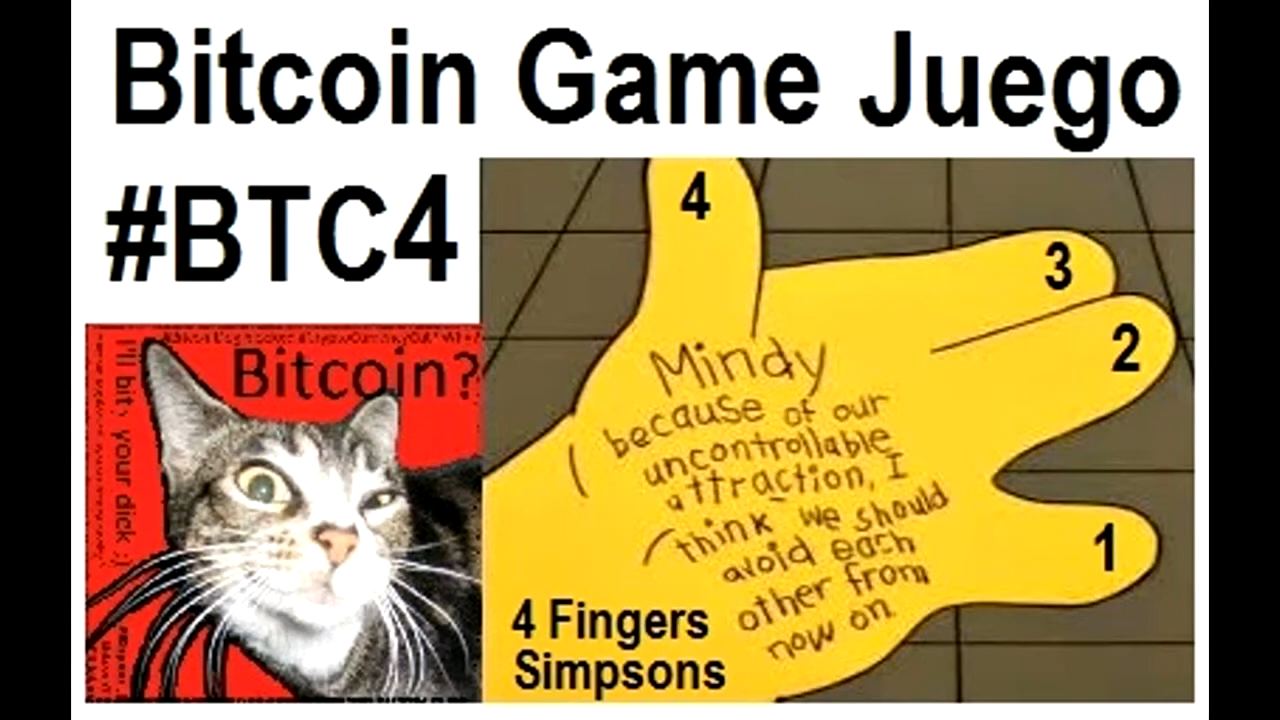 Bitcoin Game Juego
#BTC4
4
3
2
1
Mindy
because of our
uncontrollable
attraction, I
think we should
avoid each
other from
now on
4 Fingers
Simpsons
Bitcoin?
I'll bit, your dick :)